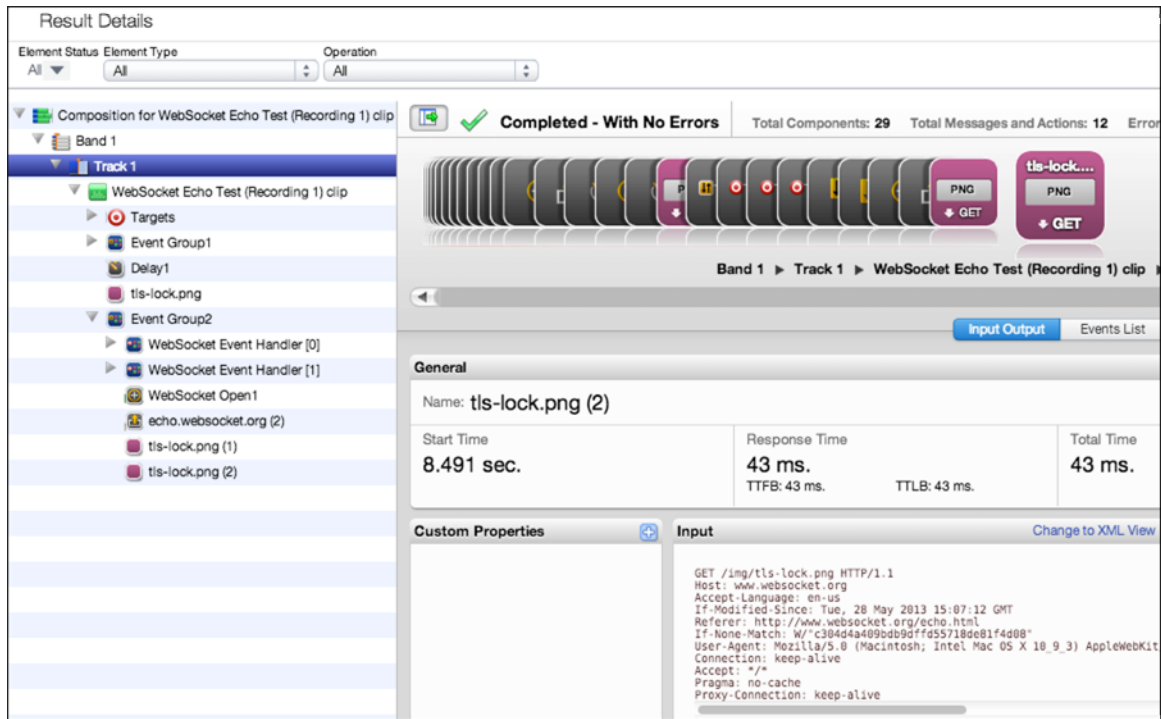 Result Details
Element Status Element Type Operation
All All All
Composition for WebSocket Echo Test (Recording 1) clip
Band 1
Track 1
WebSocket Echo Test (Recording 1) clip
Targets
Event Group1
Delay1
tls-lock.png
Event Group2
WebSocket Event Handler [0]
WebSocket Event Handler [1]
WebSocket Open1
echo.websocket.org (2)
tls-lock.png (1)
tls-lock.png (2)
Completed - With No Errors Total Components: 29 Total Messages and Actions: 12
PNG
GET
tls-lock....
PNG
GET
Band 1 Track 1 WebSocket Echo Test (Recording 1) clip
Input Output Events List
General
Name: tls-lock.png (2)
Start Time Response Time Total Time
8.491 sec. 43 ms. 43 ms.
TTFB: 43 ms. TTLB: 43 ms.
Custom Properties Input Change to XML View
GET /img/tls-lock.png HTTP/1.1
Host: www.websocket.org
Accept-Language: en-us
If-Modified-Since: Tue, 28 May 2013 15:07:12 GMT
Referer: http://www.websocket.org/echo.html
If-None-Match: W/"c304d4a409bdb9dffd55718de81f4d08"
User-Agent: Mozilla/5.0 (Macintosh; Intel Mac OS X 10_9_3) AppleWebKit
Connection: keep-alive
Accept: */*
Pragma: no-cache
Proxy-Connection: keep-alive